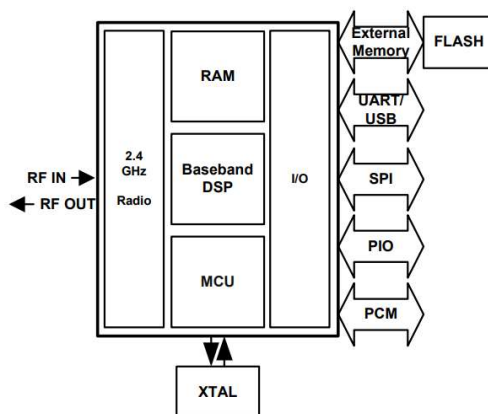 External
Memory
FLASH
RAM
UART/
USB
2.4
GHz
Radio
Baseband
DSP
I/O
SPI
RF IN
RF OUT
PIO
MCU
PCM
XTAL